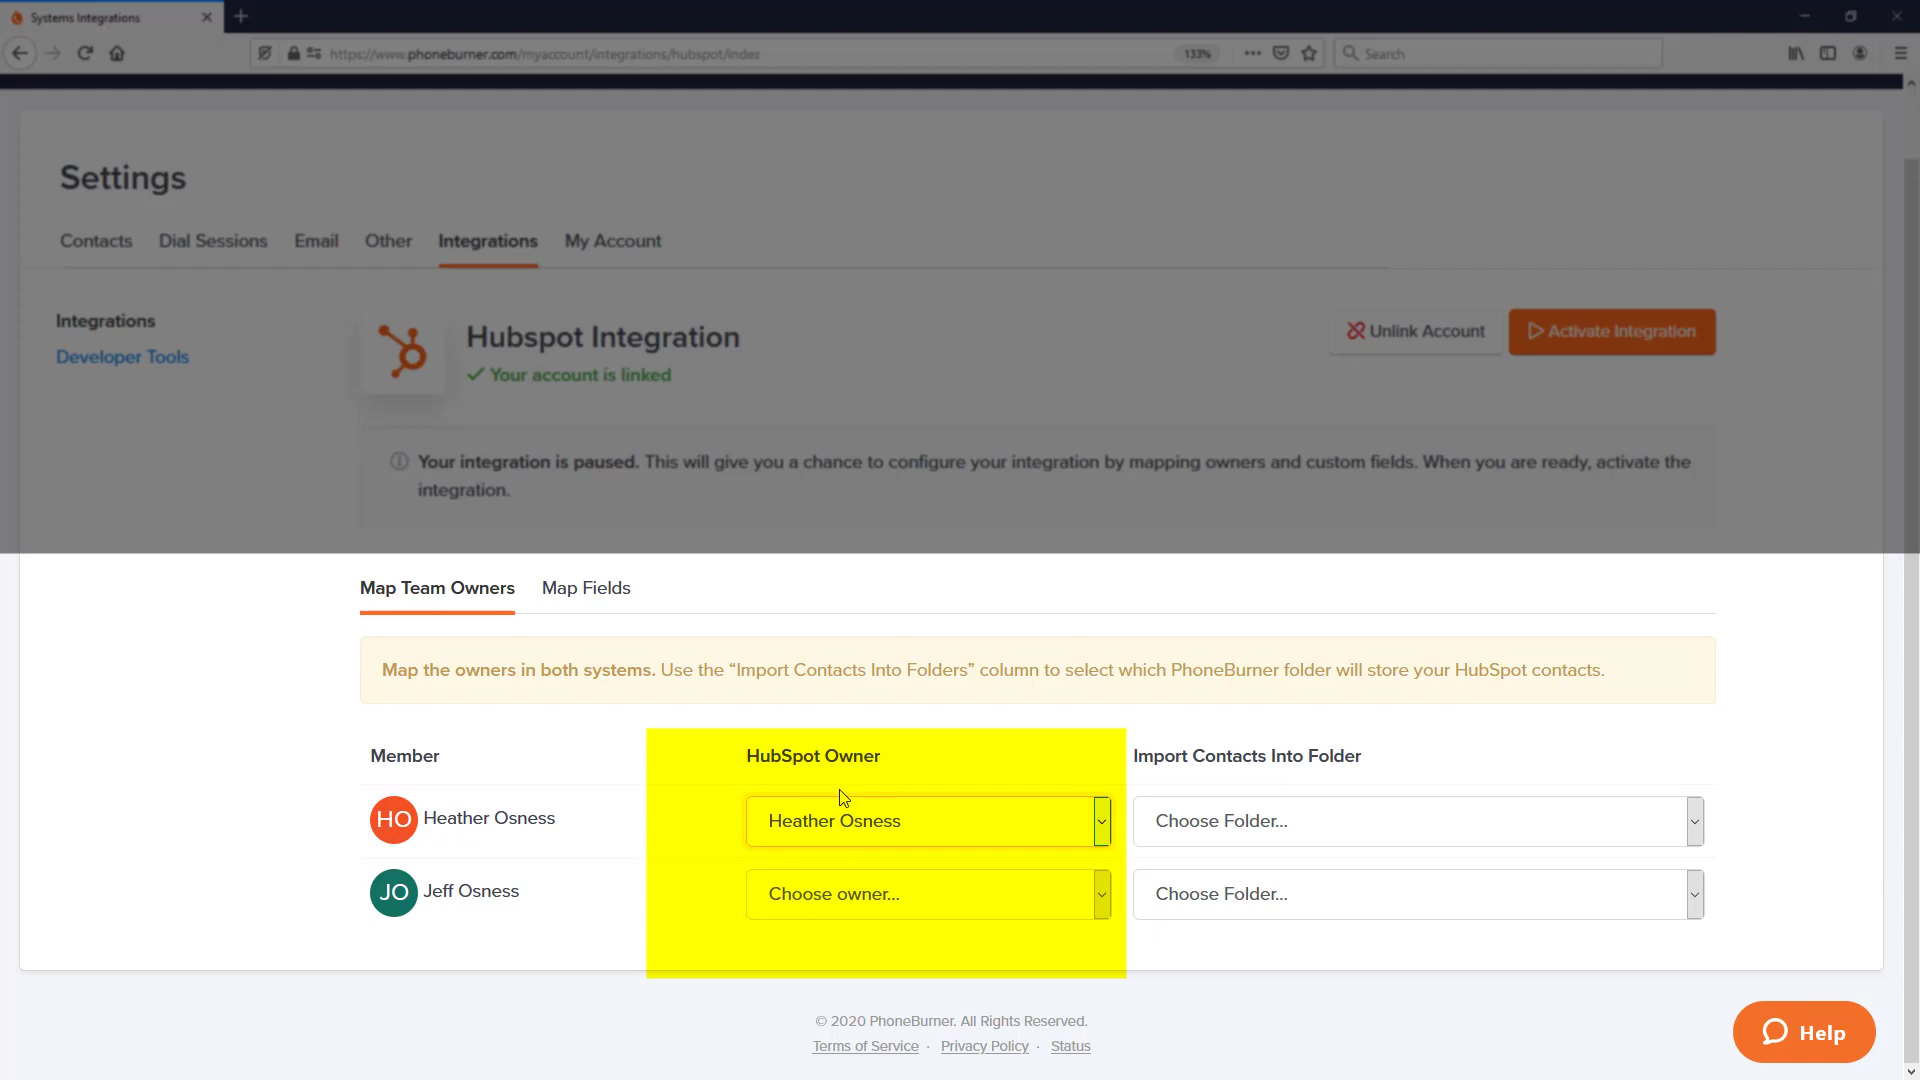 Systems Integrations
https://www.phoneburner.com/myaccount/integrations/hubspot/index
133%
Search
Settings
Contacts Dial Sessions Email Other Integrations My Account
Integrations
Developer Tools
Hubspot Integration
Your account is linked
Unlink Account
Activate Integration
Your integration is paused. This will give you a chance to configure your integration by mapping owners and custom fields. When you are ready, activate the
integration.
Map Team Owners Map Fields
Map the owners in both systems. Use the “Import Contacts Into Folders” column to select which PhoneBurner folder will store your HubSpot contacts.
Member HubSpot Owner Import Contacts Into Folder
HO Heather Osness Heather Osness Choose Folder...
JO Jeff Osness Choose owner... Choose Folder...
© 2020 PhoneBurner. All Rights Reserved.
Terms of Service · Privacy Policy · Status
Help